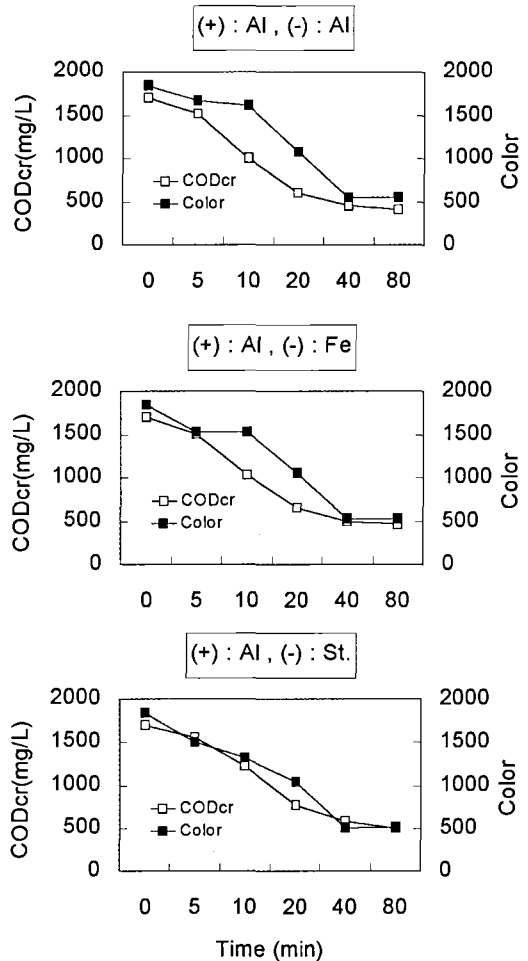 (+) : Al , (-) : Al
2000 2000
1500 1500
1000 1000
500 500
0 0
CODcr(mg/L)
Color
CODcr
Color
0 5 10 20 40 80
(+) : Al , (-) : Fe
2000 2000
1500 1500
1000 1000
500 500
0 0
CODcr(mg/L)
Color
CODcr
Color
0 5 10 20 40 80
(+) : Al , (-) : St.
2000 2000
1500 1500
1000 1000
500 500
0 0
CODcr(mg/L)
Color
CODcr
Color
0 5 10 20 40 80
Time (min)